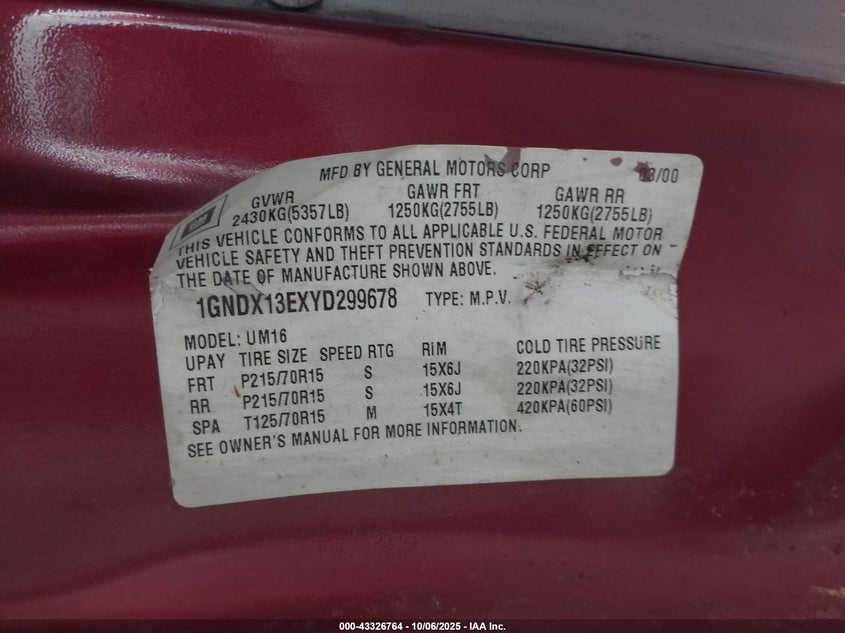 MFD BY GENERAL MOTORS CORP 03/00
GVWR GAWR FRT GAWR RR
2430KG(5357LB) 1250KG(2755LB) 1250KG(2755LB)
GM
THIS VEHICLE CONFORMS TO ALL APPLICABLE U.S. FEDERAL MOTOR
VEHICLE SAFETY AND THEFT PREVENTION STANDARDS IN EFFECT ON
THE DATE OF MANUFACTURE SHOWN ABOVE.
1GNDX13EXYD299678 TYPE: M.P.V.
MODEL: UM16
UPAY TIRE SIZE SPEED RTG RIM COLD TIRE PRESSURE
FRT P215/70R15 S 15X6J 220KPA(32PSI)
RR P215/70R15 S 15X6J 220KPA(32PSI)
SPA T125/70R15 M 15X4T 420KPA(60PSI)
SEE OWNER'S MANUAL FOR MORE INFORMATION.
000-43326764 - 10/06/2025 - IAA Inc.